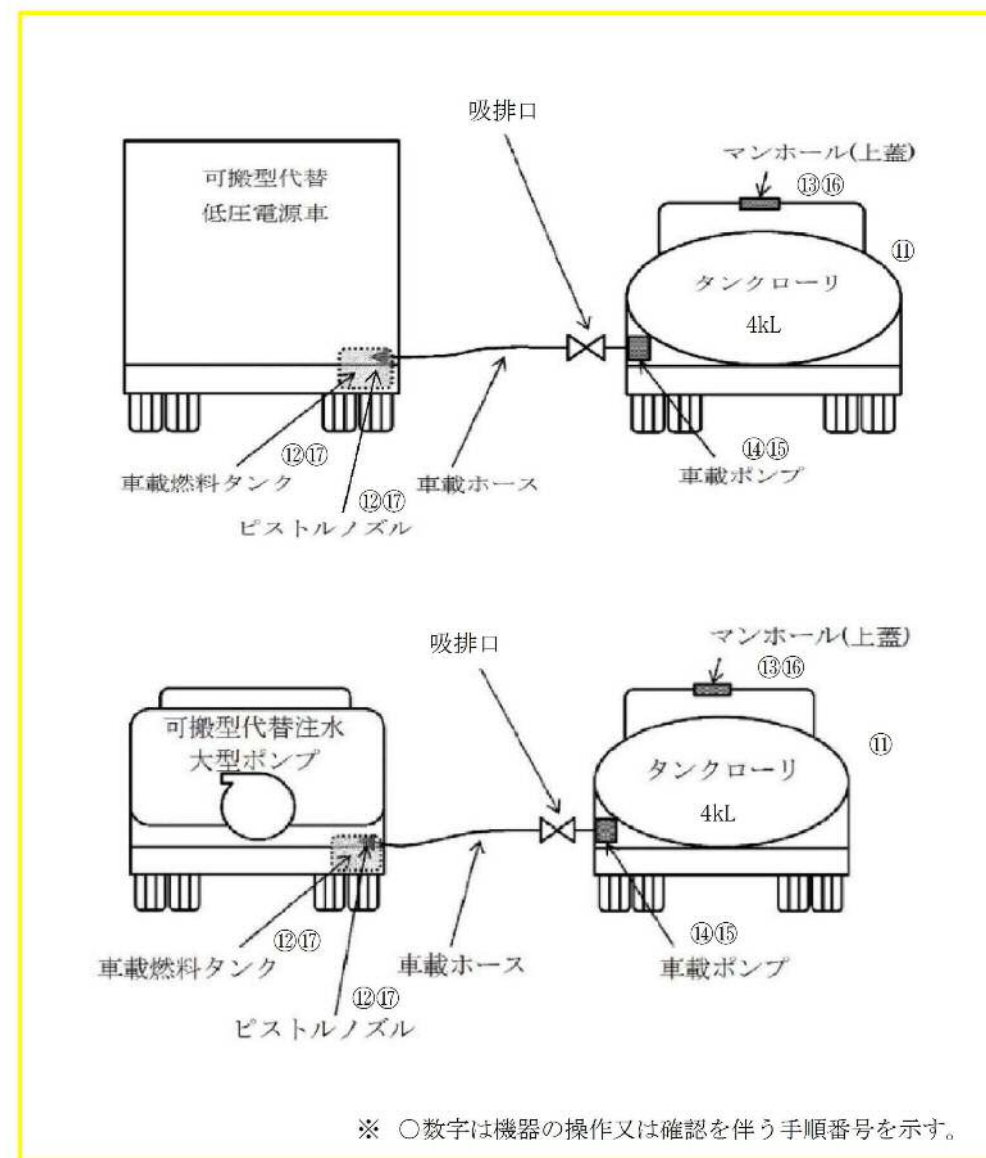 吸排口
マンホール(上蓋)
⑬⑯
可搬型代替
低圧電源車
⑪
タンクローリ
4kL
⑫⑰
車載燃料タンク
⑫⑰
ピストルノズル
車載ホース
⑭⑮
車載ポンプ
吸排口
マンホール(上蓋)
⑬⑯
可搬型代替注水
大型ポンプ
⑪
タンクローリ
4kL
⑫⑰
車載燃料タンク
⑫⑰
ピストルノズル
車載ホース
⑭⑮
車載ポンプ
※ ○数字は機器の操作又は確認を伴う手順番号を示す。